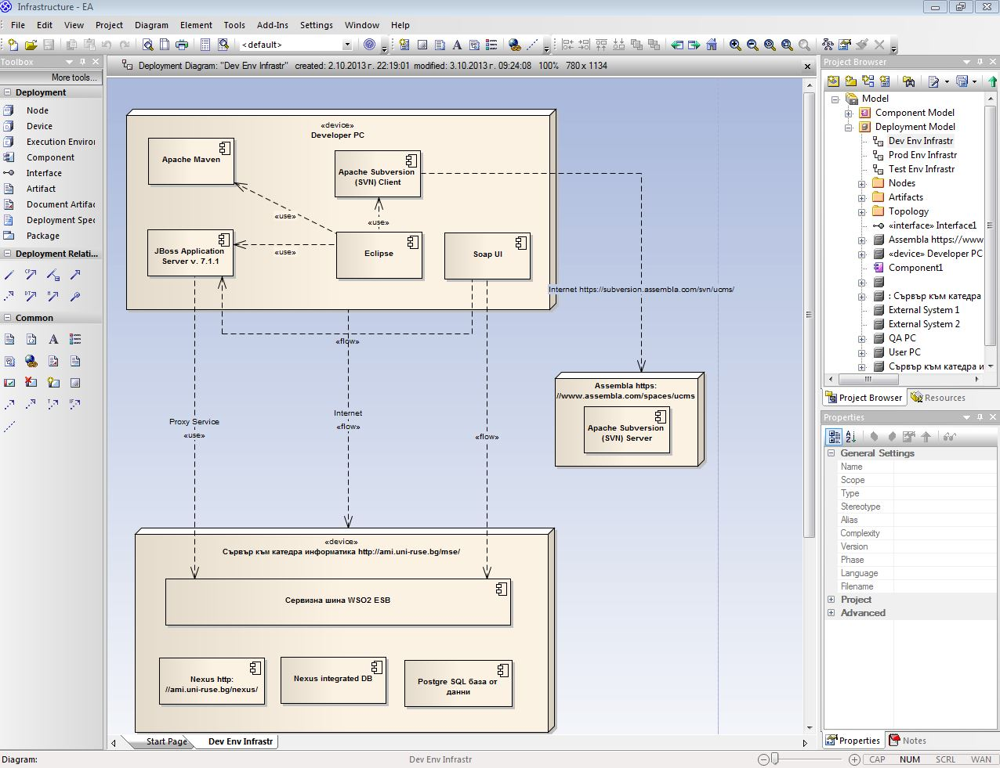 Infrastructure - EA
File Edit View Project Diagram Element Tools Add-Ins Settings Window Help
<default>
Toolbox
More tools...
Deployment
Node
Device
Execution Enviro
Component
Interface
Artifact
Document Artifac
Deployment Spec
Package
Deployment Relati...
Common
Deployment Diagram: "Dev Env Infrastr" created: 2.10.2013 г. 22:19:01 modified: 3.10.2013 г. 09:24:08 100% 780 x 1134
«device»
Developer PC
Apache Maven
Apache Subversion
(SVN) Client
«use»
«use»
JBoss Application
Server v. 7.1.1
«use»
Eclipse
Soap UI
Internet https://subversion.assembla.com/svn/ucms/
«flow»
Assembla https:
//www.assembla.com/spaces/ucms
Apache Subversion
(SVN) Server
Proxy Service
«use»
Internet
«flow»
«flow»
«device»
Сървър към катедра информатика http://ami.uni-ruse.bg/mse/
Сервизна шина WSO2 ESB
Nexus http:
//ami.uni-ruse.bg/nexus/
Nexus integrated DB
Postgre SQL база от
данни
Start Page
Dev Env Infrastr
Project Browser
Model
Component Model
Deployment Model
Dev Env Infrastr
Prod Env Infrastr
Test Env Infrastr
Nodes
Artifacts
Topology
«interface» Interface1
Assembla https://www
«device» Developer PC
Component1
: Сървър към катедра
External System 1
External System 2
QA PC
User PC
Сървър към катедра и
Project Browser
Resources
Properties
General Settings
Name
Scope
Type
Stereotype
Alias
Complexity
Version
Phase
Language
Filename
Project
Advanced
Properties
Notes
Diagram:
Dev Env Infrastr
CAP NUM SCRL WAN